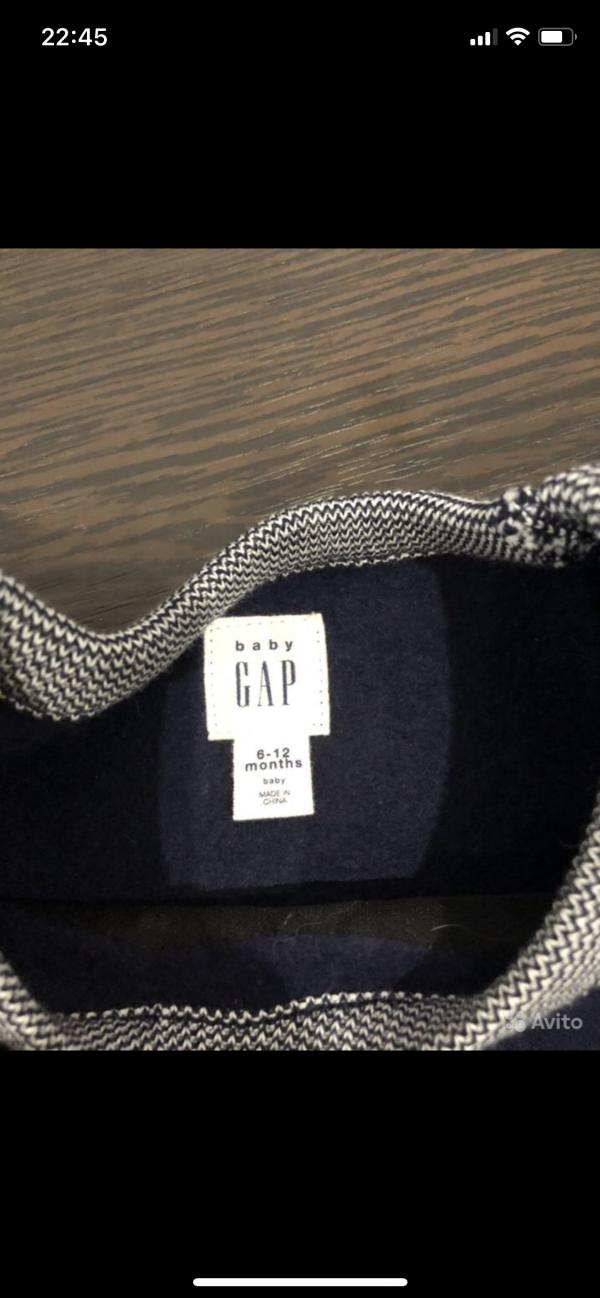 22:45
baby
GAP
6-12
months
baby
MADE IN
CHINA
Avito